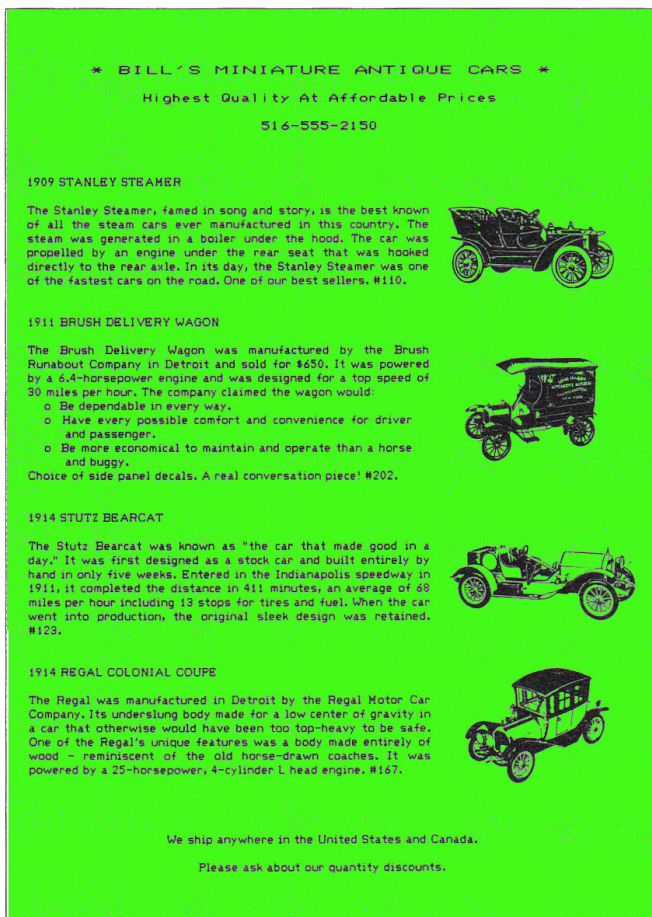 * BILL'S MINIATURE ANTIQUE CARS *
Highest Quality At Affordable Prices
516-555-2150
1909 STANLEY STEAMER
The Stanley Steamer, famed in song and story, is the best known
of all the steam cars ever manufactured in this country. The
steam was generated in a boiler under the hood. The car was
propelled by an engine under the rear seat that was hooked
directly to the rear axle. In its day, the Stanley Steamer was one
of the fastest cars on the road. One of our best sellers. #110.
1911 BRUSH DELIVERY WAGON
The Brush Delivery Wagon was manufactured by the Brush
Runabout Company in Detroit and sold for $650. It was powered
by a 6.4-horsepower engine and was designed for a top speed of
30 miles per hour. The company claimed the wagon would:
o Be dependable in every way.
o Have every possible comfort and convenience for driver
and passenger.
o Be more economical to maintain and operate than a horse
and buggy.
Choice of side panel decals. A real conversation piece! #202.
1914 STUTZ BEARCAT
The Stutz Bearcat was known as "the car that made good in a
day." It was first designed as a stock car and built entirely by
hand in only five weeks. Entered in the Indianapolis speedway in
1911, it completed the distance in 411 minutes, an average of 68
miles per hour including 13 stops for tires and fuel. When the car
went into production, the original sleek design was retained.
#123.
1914 REGAL COLONIAL COUPE
The Regal was manufactured in Detroit by the Regal Motor Car
Company. Its underslung body made for a low center of gravity in
a car that otherwise would have been too top-heavy to be safe.
One of the Regal's unique features was a body made entirely of
wood - reminiscent of the old horse-drawn coaches. It was
powered by a 25-horsepower, 4-cylinder L head engine. #167.
We ship anywhere in the United States and Canada.
Please ask about our quantity discounts.